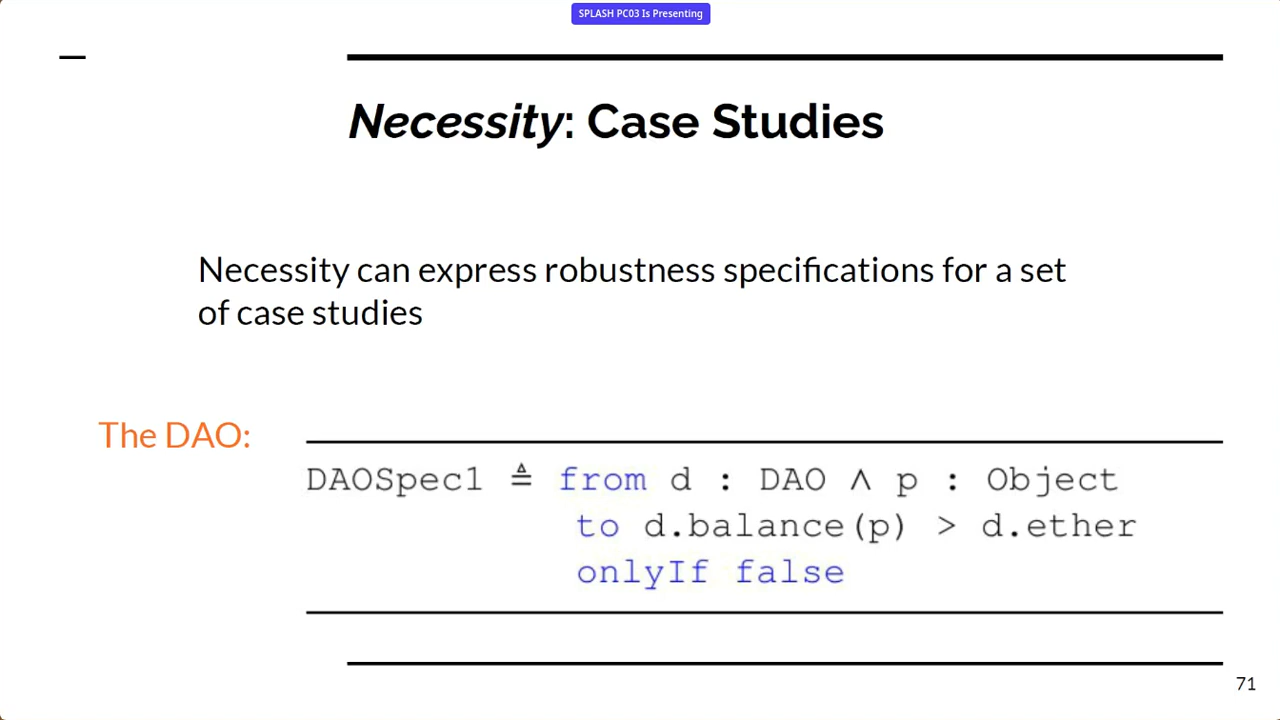 SPLASH PC03 Is Presenting
Necessity: Case Studies
Necessity can express robustness specifications for a set
of case studies
The DAO:
DAOSpec1 ≜ from d : DAO ∧ p : Object
to d.balance(p) > d.ether
onlyIf false
71